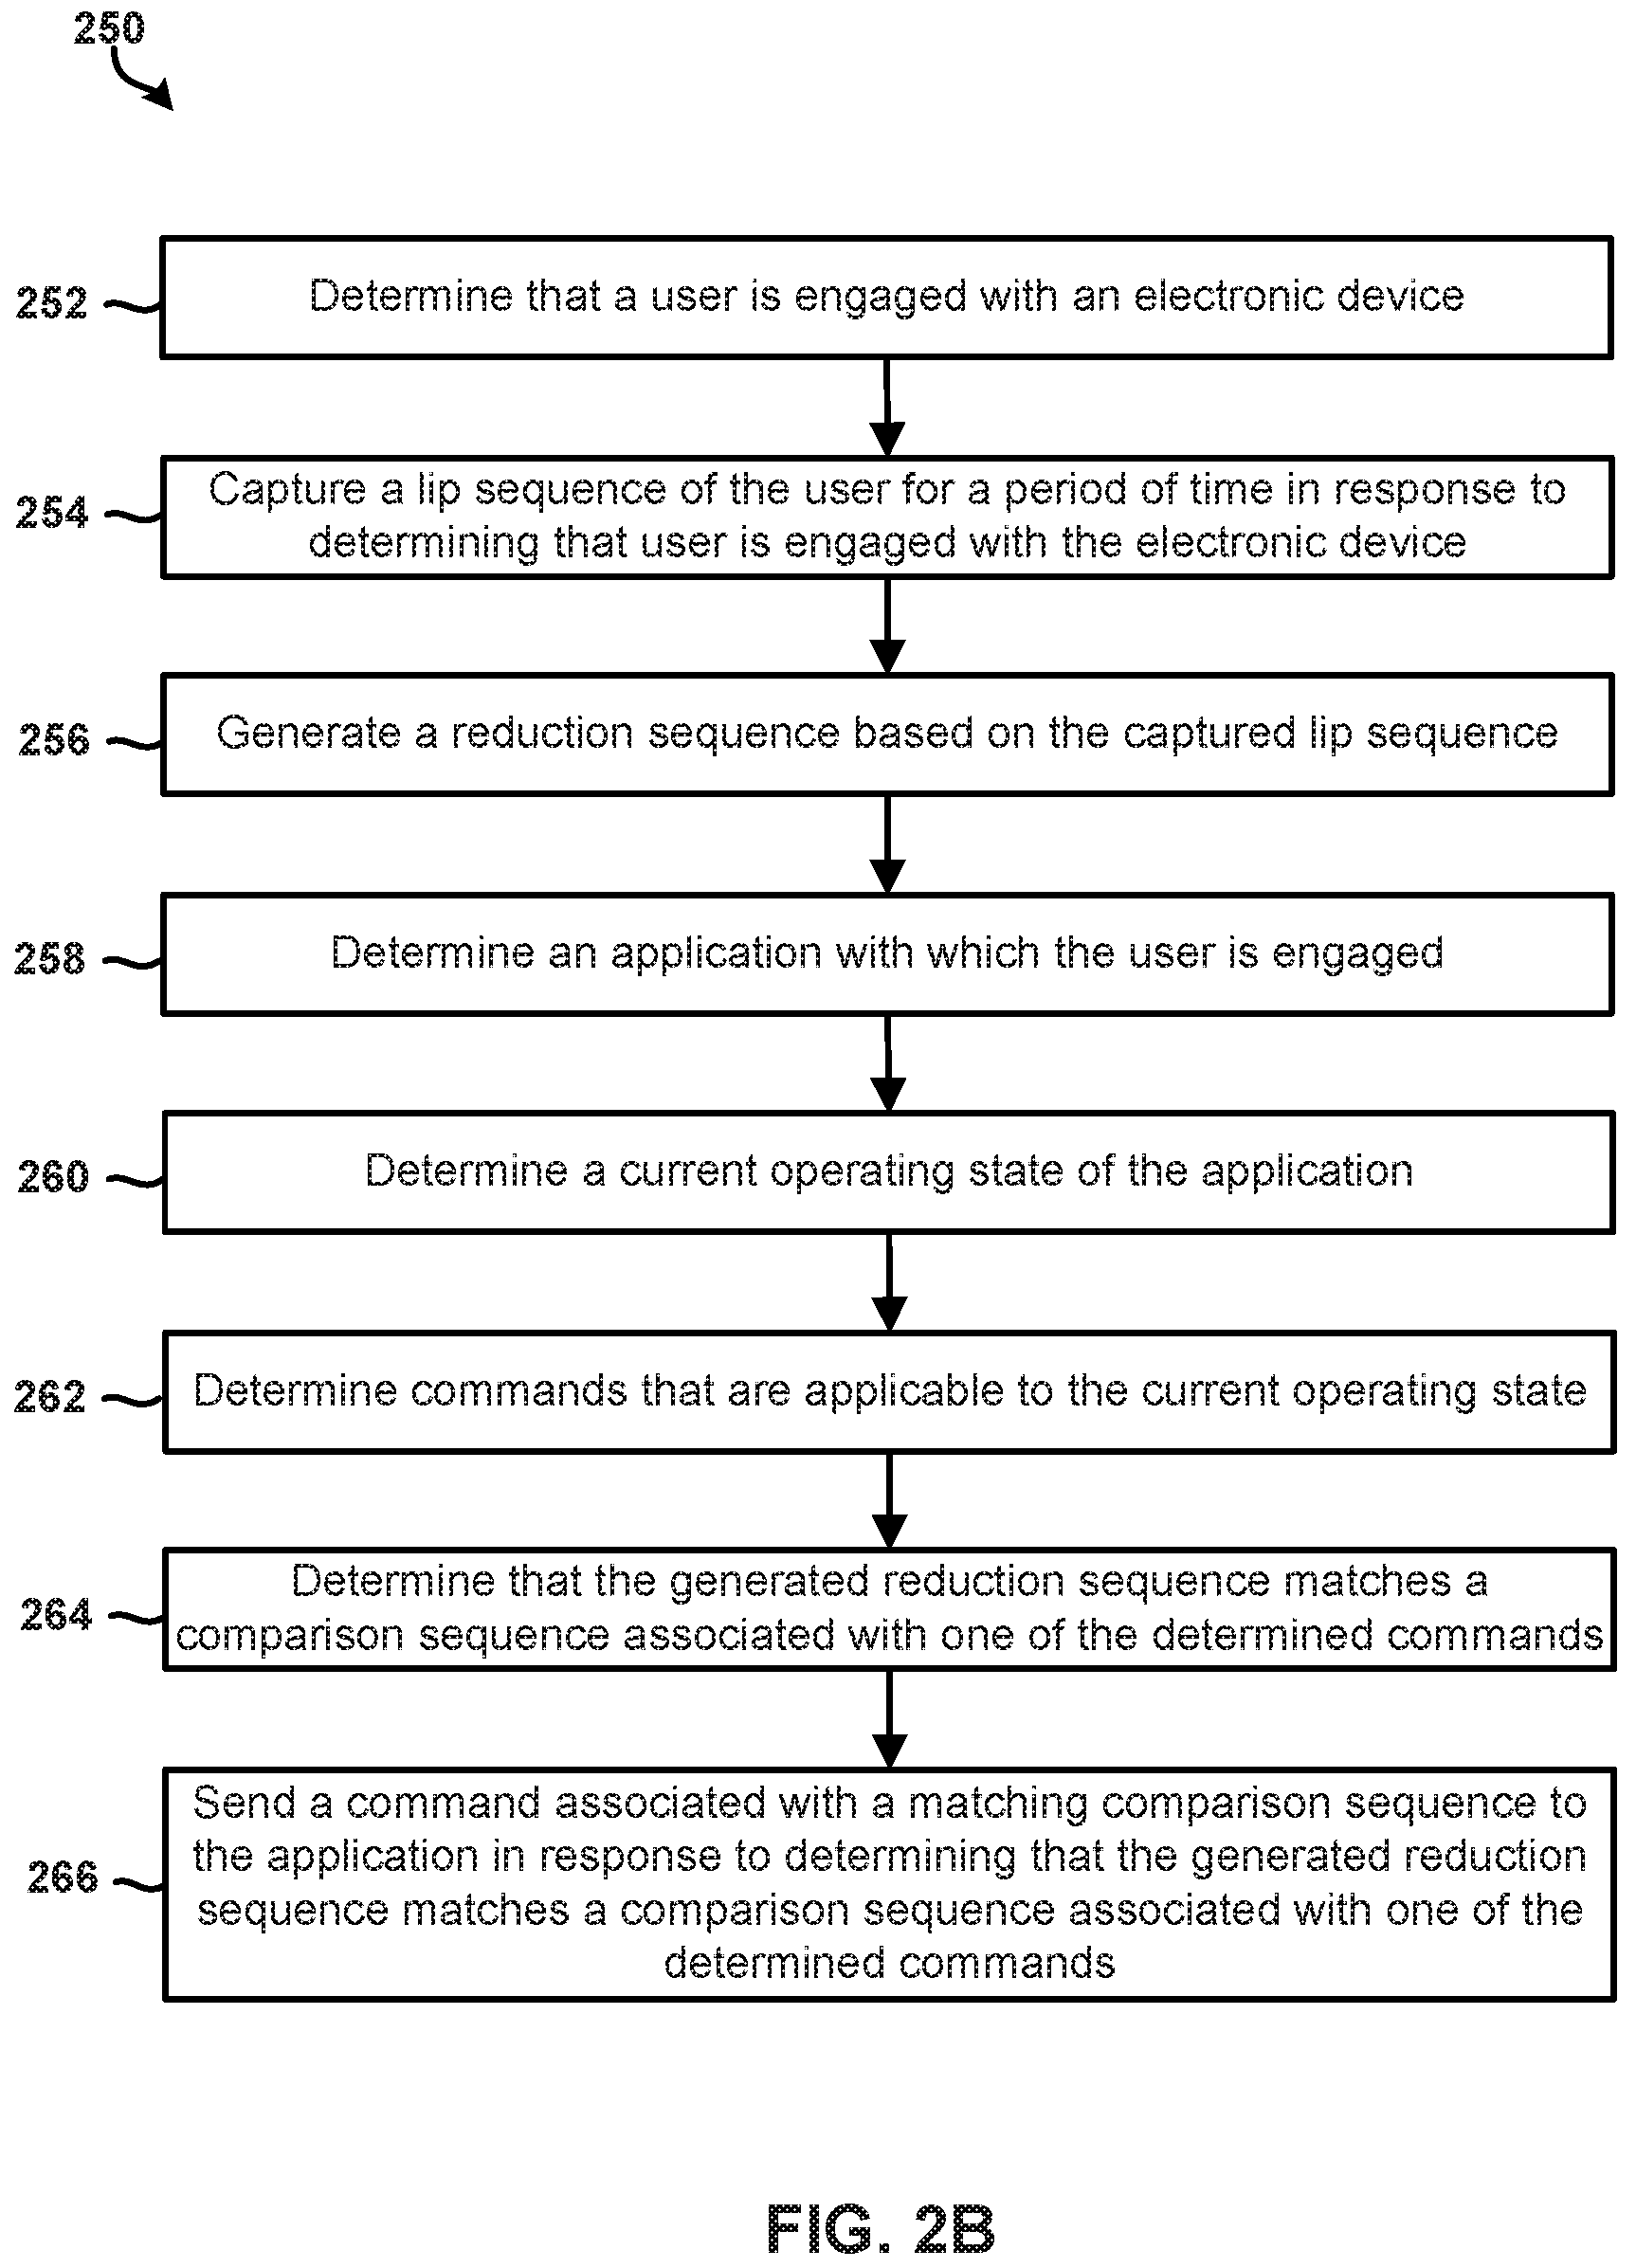 250
252
Determine that a user is engaged with an electronic device
254
Capture a lip sequence of the user for a period of time in response to
determining that user is engaged with the electronic device
256
Generate a reduction sequence based on the captured lip sequence
258
Determine an application with which the user is engaged
260
Determine a current operating state of the application
262
Determine commands that are applicable to the current operating state
264
Determine that the generated reduction sequence matches a
comparison sequence associated with one of the determined commands
266
Send a command associated with a matching comparison sequence to
the application in response to determining that the generated reduction
sequence matches a comparison sequence associated with one of the
determined commands
FIG. 2B